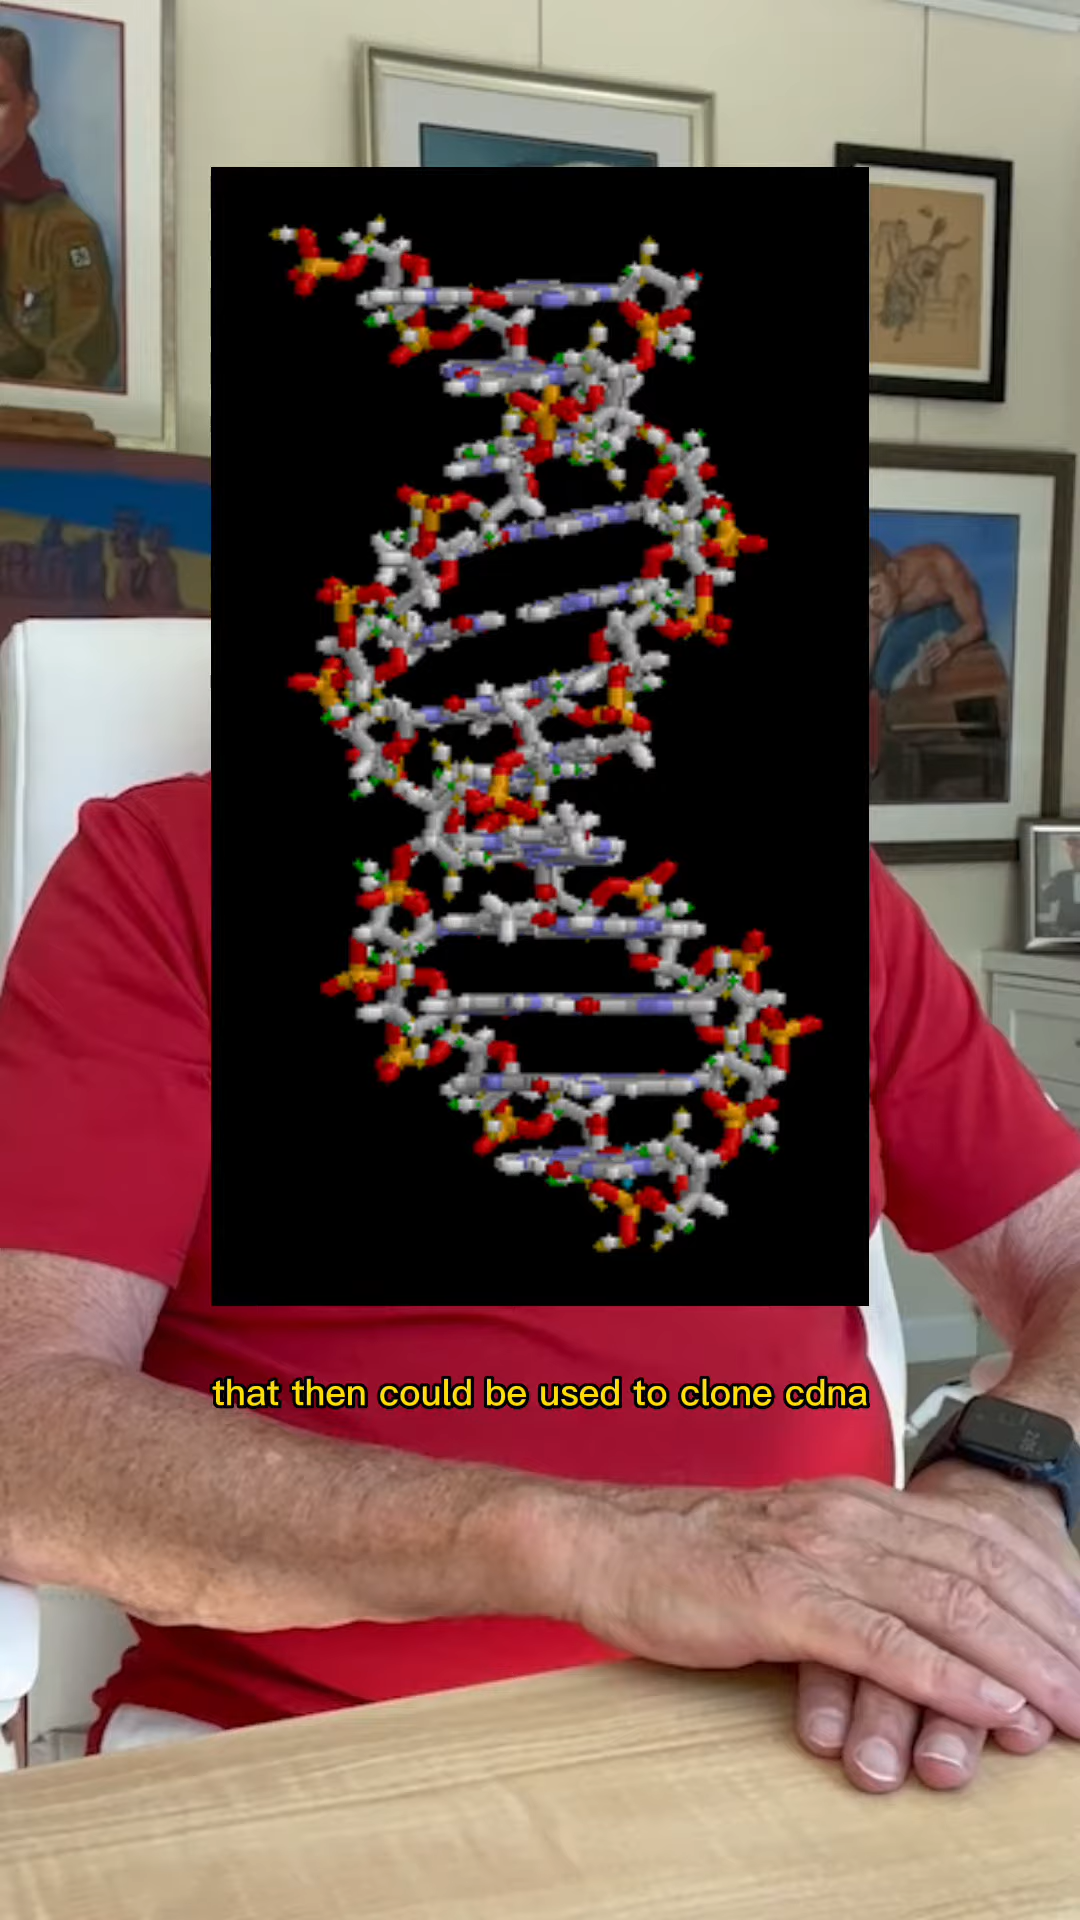 that then could be used to clone cdna